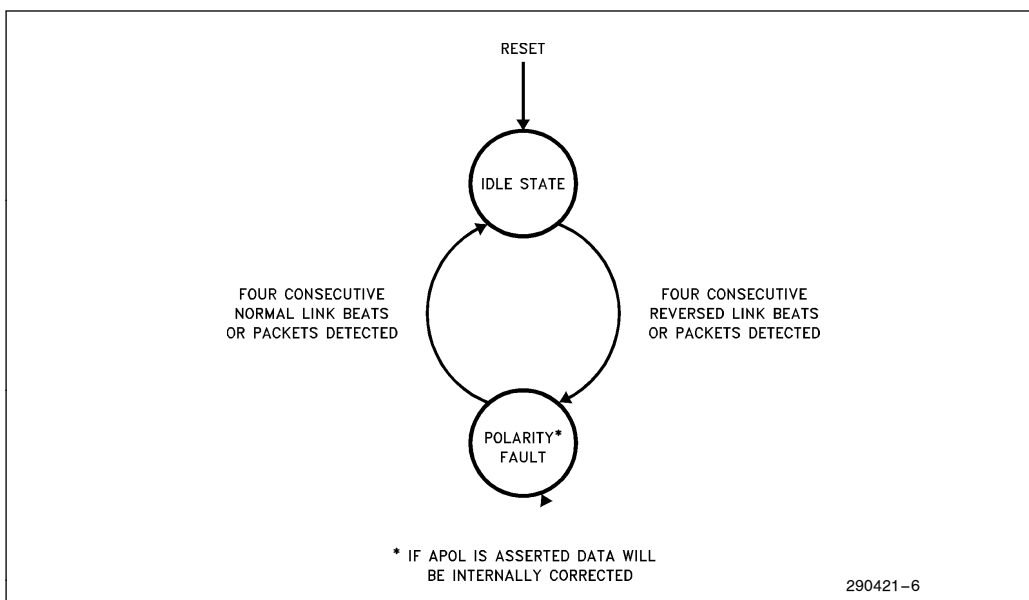 RESET
IDLE STATE
FOUR CONSECUTIVE
NORMAL LINK BEATS
OR PACKETS DETECTED
FOUR CONSECUTIVE
REVERSED LINK BEATS
OR PACKETS DETECTED
POLARITY*
FAULT
* IF APOL IS ASSERTED DATA WILL
BE INTERNALLY CORRECTED
290421–6